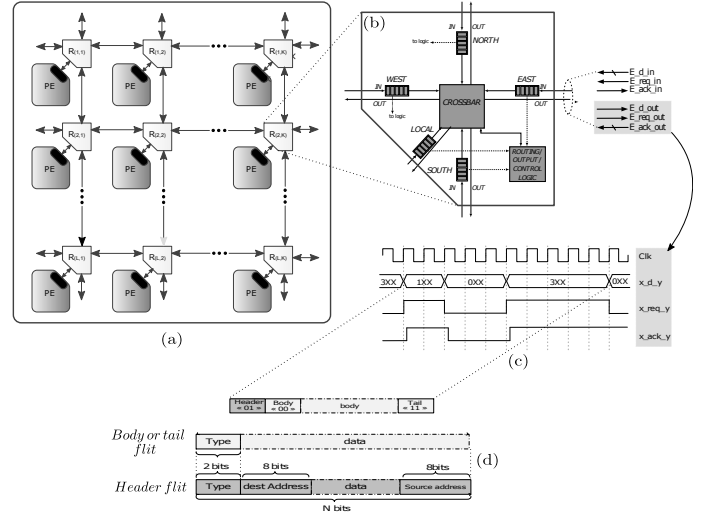 R(1,1)
R(1,2)
R(1,K)
PE
PE
PE
R(2,1)
R(2,2)
R(2,K)
PE
PE
PE
R(L,1)
R(L,2)
R(L,K)
PE
PE
PE
(a)
(b)
IN OUT
to logic
NORTH
WEST
IN
OUT
to logic
EAST
IN
OUT
CROSSBAR
LOCAL
SOUTH
IN OUT
ROUTING/
OUTPUT /
CONTROL
LOGIC
E_d_in
E_req_in
E_ack_in
E_d_out
E_req_out
E_ack_out
Clk
3XX 1XX 0XX 3XX 0XX x_d_y
x_req_y
x_ack_y
(c)
Header Body body Tail
« 01 » « 00 » « 11 »
Body or tail
flit
Type data
(d)
2 bits 8 bits 8bits
Header flit Type dest Address data Source address
N bits